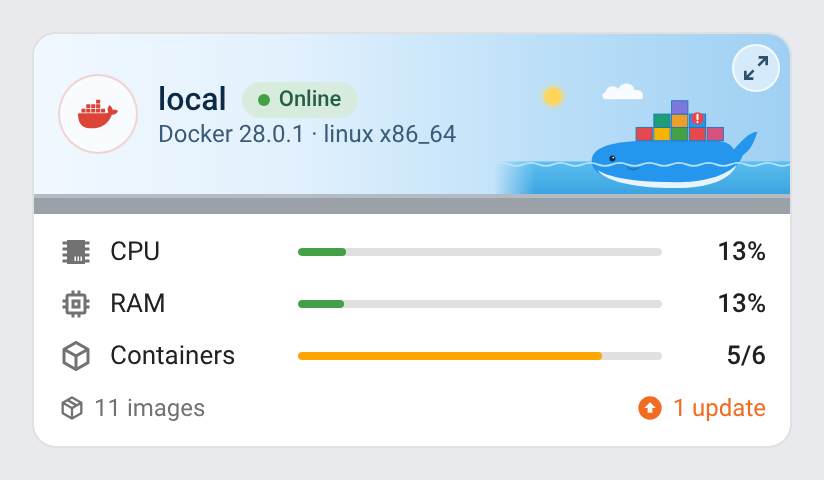 local
Online
Docker 28.0.1 · linux x86_64
CPU
13%
RAM
13%
Containers
5/6
11 images
1 update